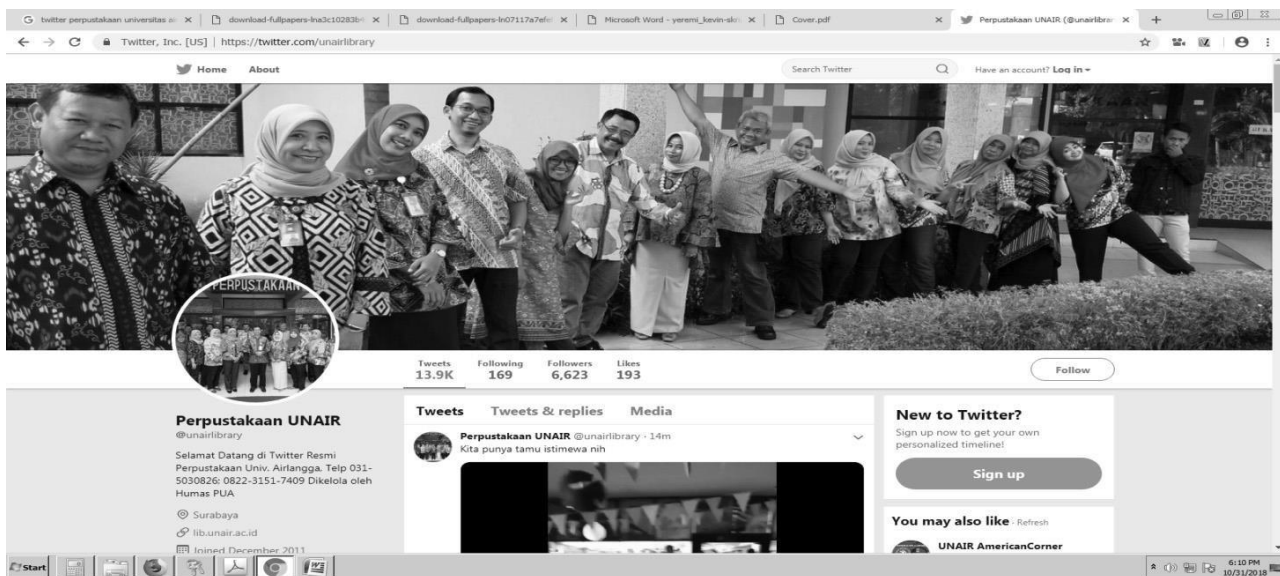 twitter perpustakaan universitas ai
download-fullpapers-lna3c10283b
download-fullpapers-ln07117a7efe
Microsoft Word - yeremi_kevin-skri
Cover.pdf
Perpustakaan UNAIR (@unairlibrar
Twitter, Inc. [US] | https://twitter.com/unairlibrary
Home About
Search Twitter
Have an account? Log in
PERPUSTAKAAN
Tweets Following Followers Likes
13.9K 169 6,623 193
Follow
Perpustakaan UNAIR
@unairlibrary
Selamat Datang di Twitter Resmi
Perpustakaan Univ. Airlangga. Telp 031-
5030826; 0822-3151-7409 Dikelola oleh
Humas PUA
Surabaya
lib.unair.ac.id
Joined December 2011
Tweets Tweets & replies Media
Perpustakaan UNAIR @unairlibrary · 14m
Kita punya tamu istimewa nih
New to Twitter?
Sign up now to get your own
personalized timeline!
Sign up
You may also like · Refresh
UNAIR AmericanCorner
Start
6:10 PM
10/31/2018